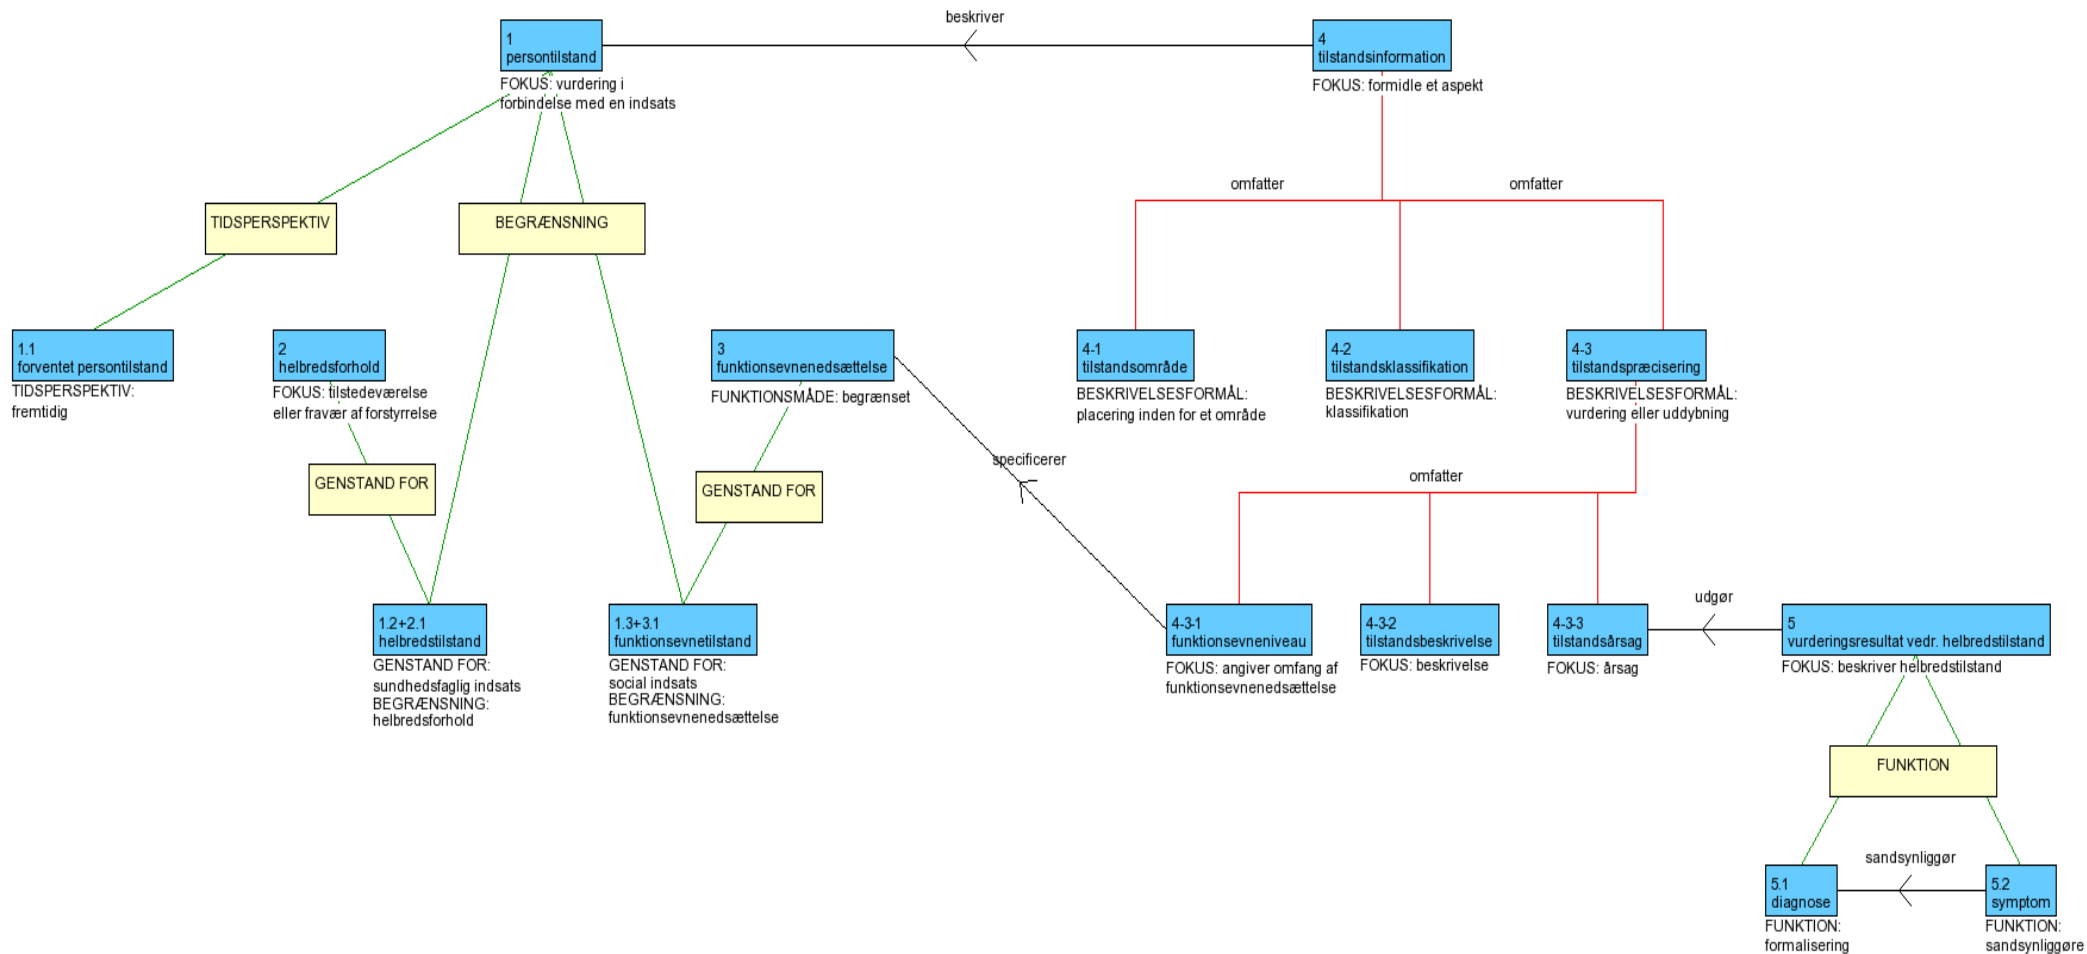 beskriver
1
persontilstand
FOKUS: vurdering i
forbindelse med en indsats
4
tilstandsinformation
FOKUS: formidle et aspekt
omfatter
omfatter
TIDSPERSPEKTIV
BEGRÆNSNING
1.1
forventet persontilstand
TIDSPERSPEKTIV:
fremtidig
2
helbredsforhold
FOKUS: tilstedeværelse
eller fravær af forstyrrelse
3
funktionsevnenedsættelse
FUNKTIONSMÅDE: begrænset
4-1
tilstandsområde
BESKRIVELSESFORMÅL:
placering inden for et område
4-2
tilstandsklassifikation
BESKRIVELSESFORMÅL:
klassifikation
4-3
tilstandspræcisering
BESKRIVELSESFORMÅL:
vurdering eller uddybning
GENSTAND FOR
GENSTAND FOR
specificerer
omfatter
1.2+2.1
helbredstilstand
GENSTAND FOR:
sundhedsfaglig indsats
BEGRÆNSNING:
helbredsforhold
1.3+3.1
funktionsevnetilstand
GENSTAND FOR:
social indsats
BEGRÆNSNING:
funktionsevnenedsættelse
4-3-1
funktionsevneniveau
FOKUS: angiver omfang af
funktionsevnenedsættelse
4-3-2
tilstandsbeskrivelse
FOKUS: beskrivelse
4-3-3
tilstandsårsag
FOKUS: årsag
udgør
5
vurderingsresultat vedr. helbredstilstand
FOKUS: beskriver helbredstilstand
FUNKTION
sandsynliggør
5.1
diagnose
FUNKTION:
formalisering
5.2
symptom
FUNKTION:
sandsynliggøre